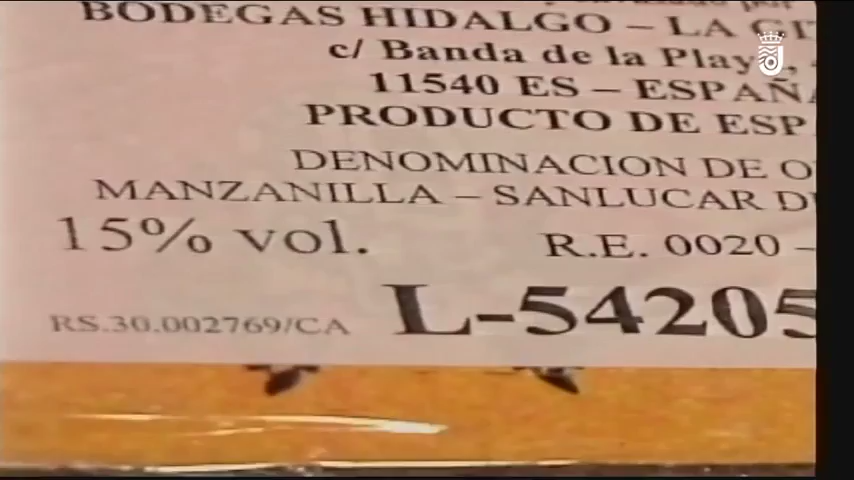 BODEGAS HIDALGO – LA GI
c/ Banda de la Playa,
11540 ES – ESPAÑA
PRODUCTO DE ESP
DENOMINACION DE O
MANZANILLA – SANLUCAR D
15% vol. R.E. 0020 –
RS.30.002769/CA L-54205